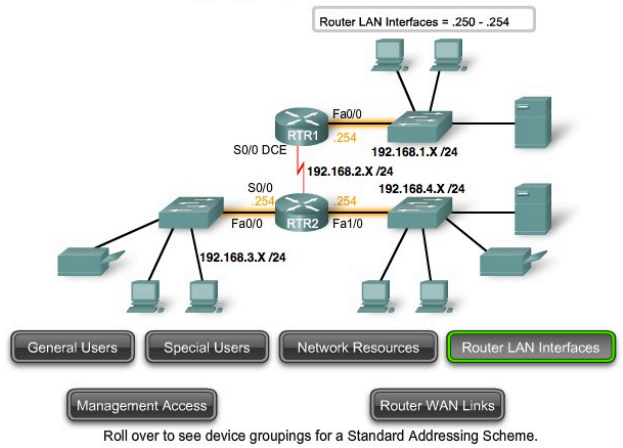 Router LAN Interfaces = .250 - .254
Fa0/0
RTR1
.254
S0/0 DCE
192.168.1.X /24
192.168.2.X /24
S0/0
192.168.4.X /24
.254
.254
RTR2
Fa0/0
Fa1/0
192.168.3.X /24
General Users
Special Users
Network Resources
Router LAN Interfaces
Management Access
Router WAN Links
Roll over to see device groupings for a Standard Addressing Scheme.